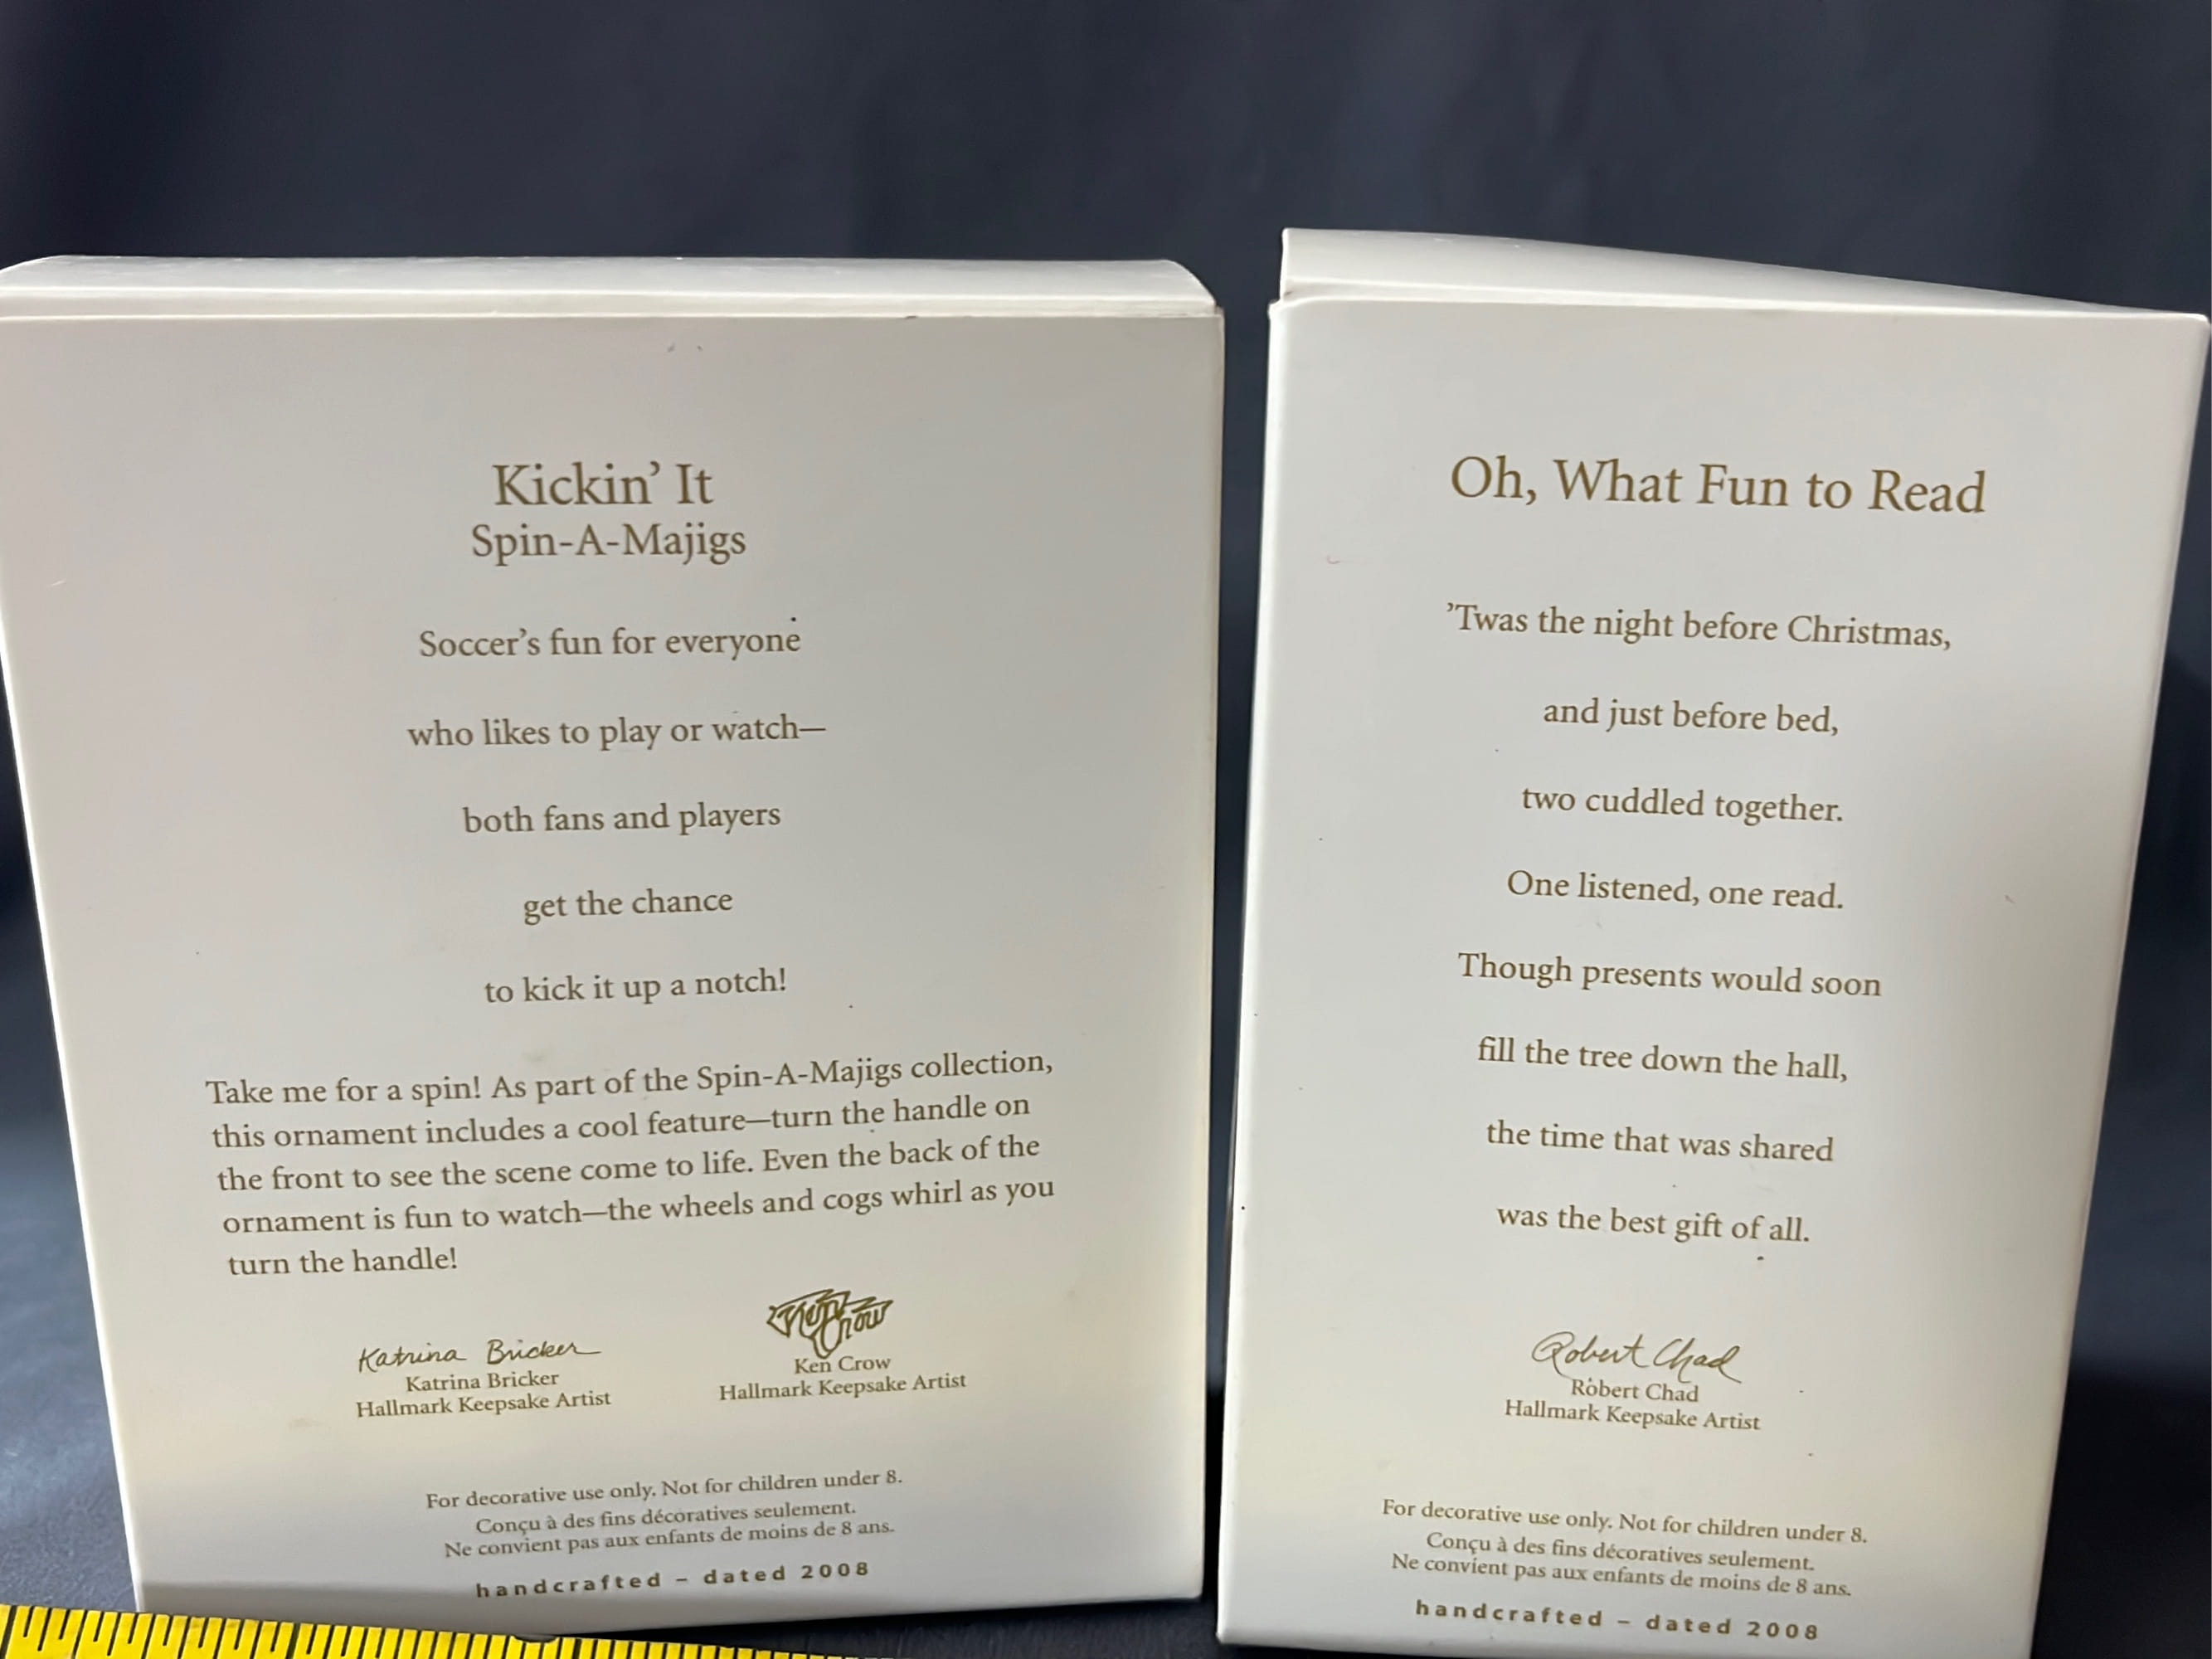 Kickin’ It
Spin-A-Majigs
Soccer’s fun for everyone
who likes to play or watch—
both fans and players
get the chance
to kick it up a notch!
Take me for a spin! As part of the Spin-A-Majigs collection,
this ornament includes a cool feature—turn the handle on
the front to see the scene come to life. Even the back of the
ornament is fun to watch—the wheels and cogs whirl as you
turn the handle!
Katrina Bricker
Katrina Bricker
Hallmark Keepsake Artist
Ken Crow
Ken Crow
Hallmark Keepsake Artist
For decorative use only. Not for children under 8.
Conçu à des fins décoratives seulement.
Ne convient pas aux enfants de moins de 8 ans.
handcrafted – dated 2008
Oh, What Fun to Read
’Twas the night before Christmas,
and just before bed,
two cuddled together.
One listened, one read.
Though presents would soon
fill the tree down the hall,
the time that was shared
was the best gift of all.
Robert Chad
Robert Chad
Hallmark Keepsake Artist
For decorative use only. Not for children under 8.
Conçu à des fins décoratives seulement.
Ne convient pas aux enfants de moins de 8 ans.
handcrafted – dated 2008